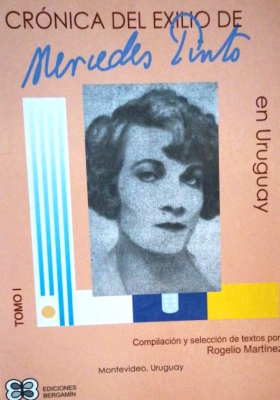 CRÓNICA DEL EXILIO DE
Mercedes Pinto
en Uruguay
TOMO I
Compilación y selección de textos por
Rogelio Martínez
Montevideo, Uruguay
EDICIONES
BERGAMÍN